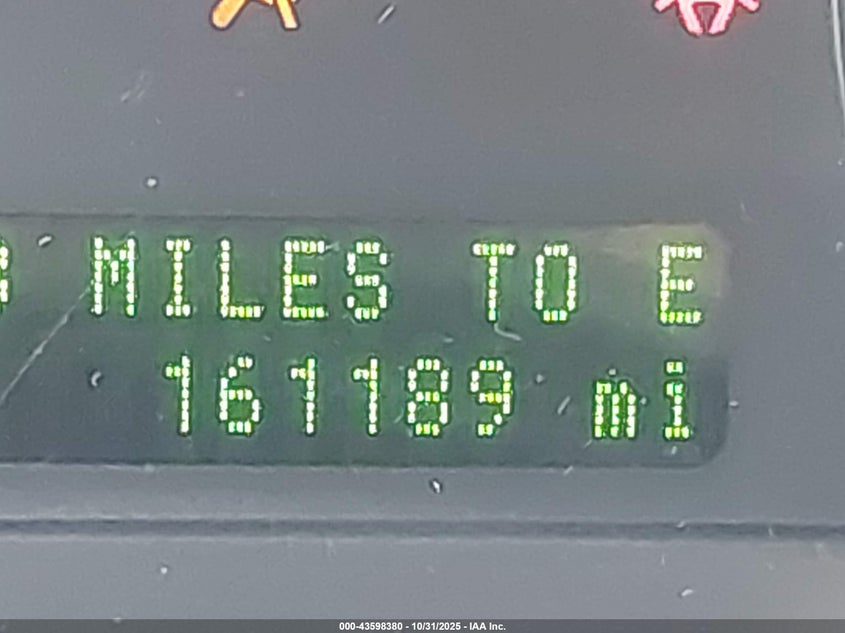 MILES TO E
161189 mi
000-43598380 - 10/31/2025 - IAA Inc.